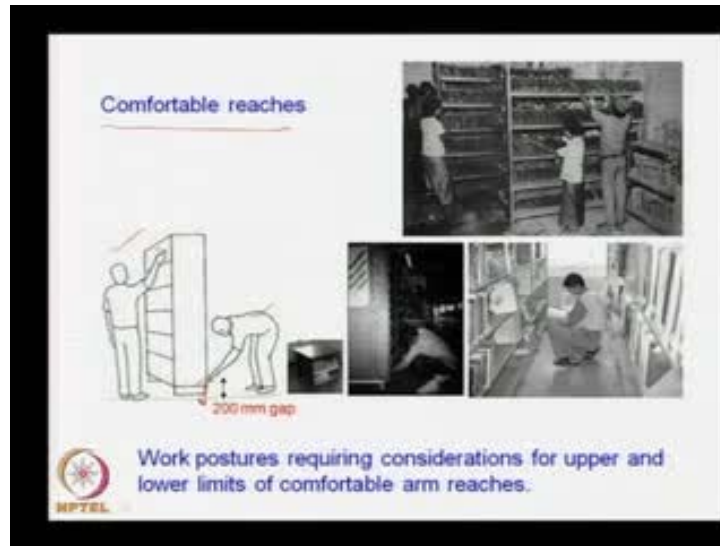 Comfortable reaches
200 mm gap
Work postures requiring considerations for upper and
lower limits of comfortable arm reaches.
NPTEL